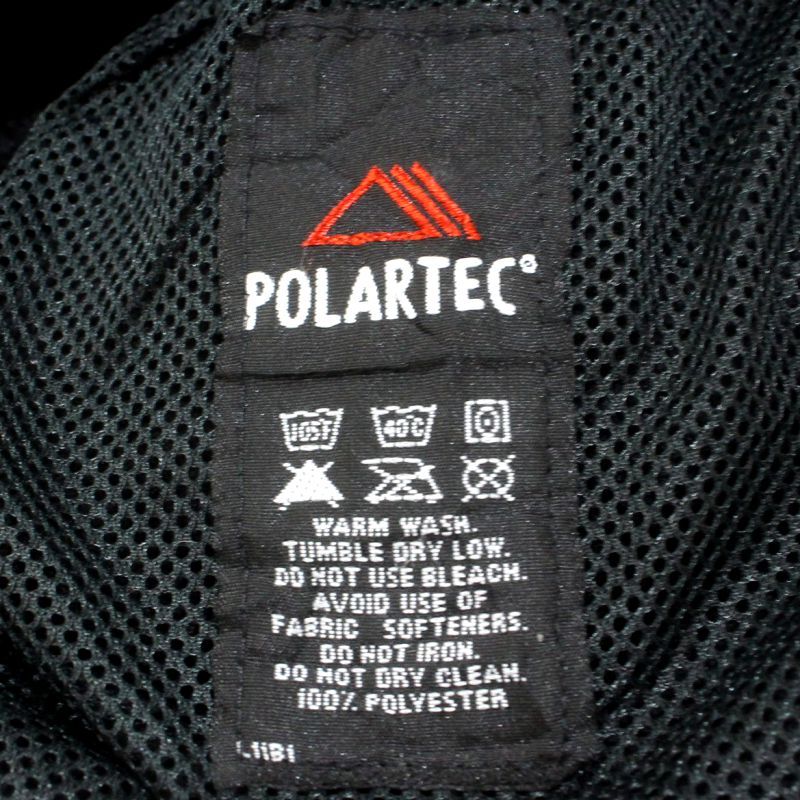 POLARTEC®
105F 40°C
WARM WASH.
TUMBLE DRY LOW.
DO NOT USE BLEACH.
AVOID USE OF
FABRIC SOFTENERS.
DO NOT IRON.
DO NOT DRY CLEAN.
100% POLYESTER